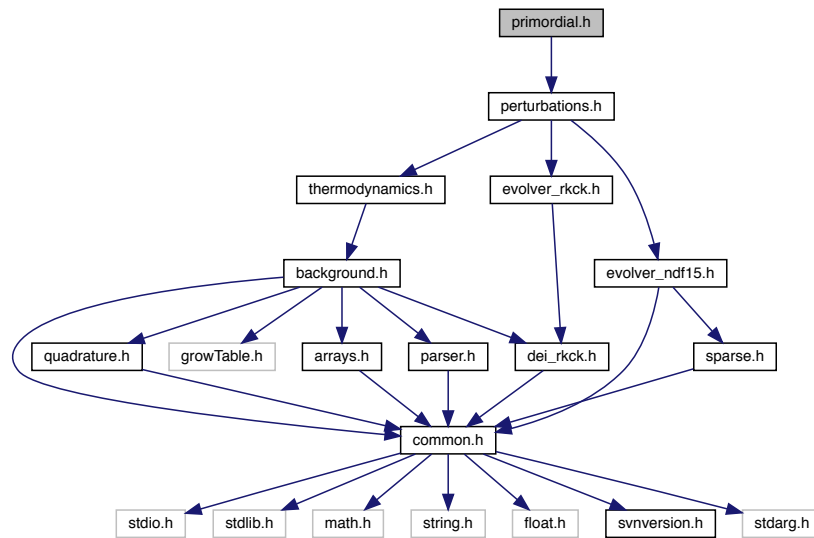 primordial.h
perturbations.h
thermodynamics.h
evolver_rkck.h
background.h
evolver_ndf15.h
quadrature.h
growTable.h
arrays.h
parser.h
dei_rkck.h
sparse.h
common.h
stdio.h
stdlib.h
math.h
string.h
float.h
svnversion.h
stdarg.h